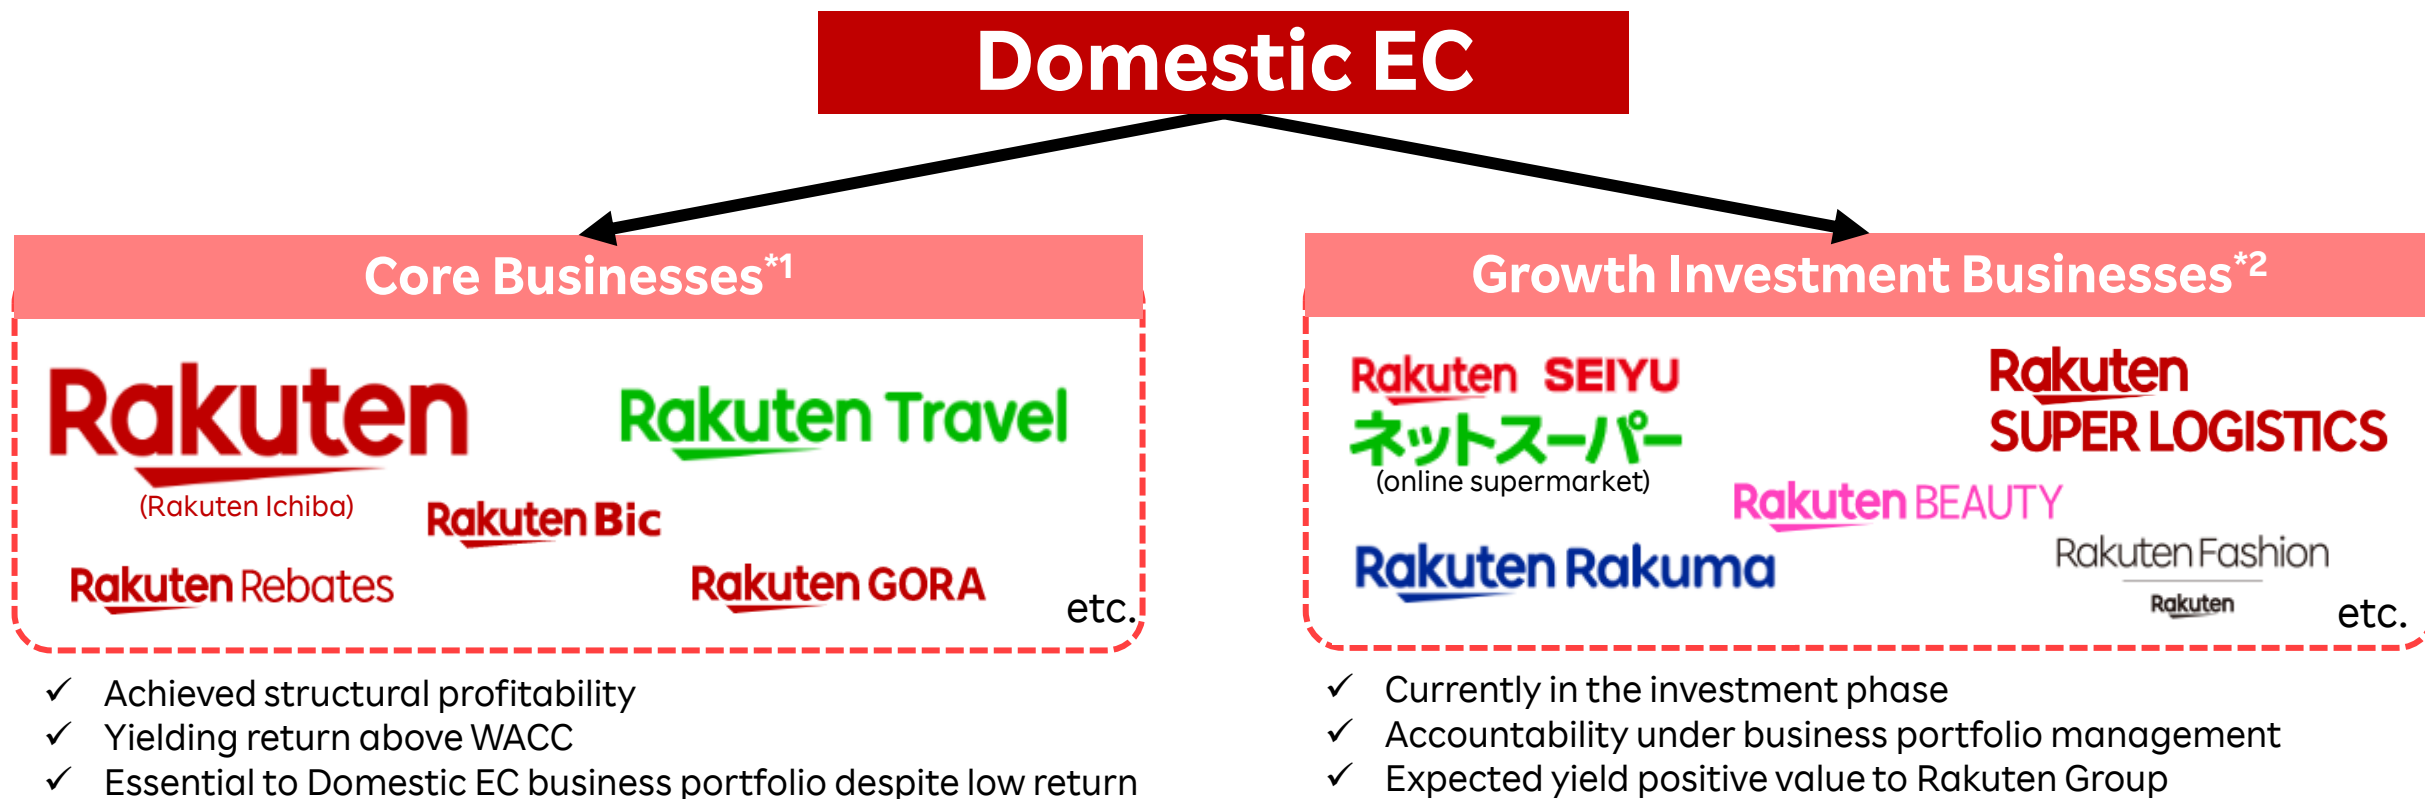 Domestic EC
Core Businesses*1
Rakuten
(Rakuten Ichiba)
Rakuten Travel
Rakuten Bic
Rakuten Rebates
Rakuten GORA
etc.
✓ Achieved structural profitability
✓ Yielding return above WACC
✓ Essential to Domestic EC business portfolio despite low return
Growth Investment Businesses*2
Rakuten SEIYU
ネットスーパー
(online supermarket)
Rakuten
SUPER LOGISTICS
Rakuten BEAUTY
Rakuten Rakuma
Rakuten Fashion
Rakuten
etc.
✓ Currently in the investment phase
✓ Accountability under business portfolio management
✓ Expected yield positive value to Rakuten Group